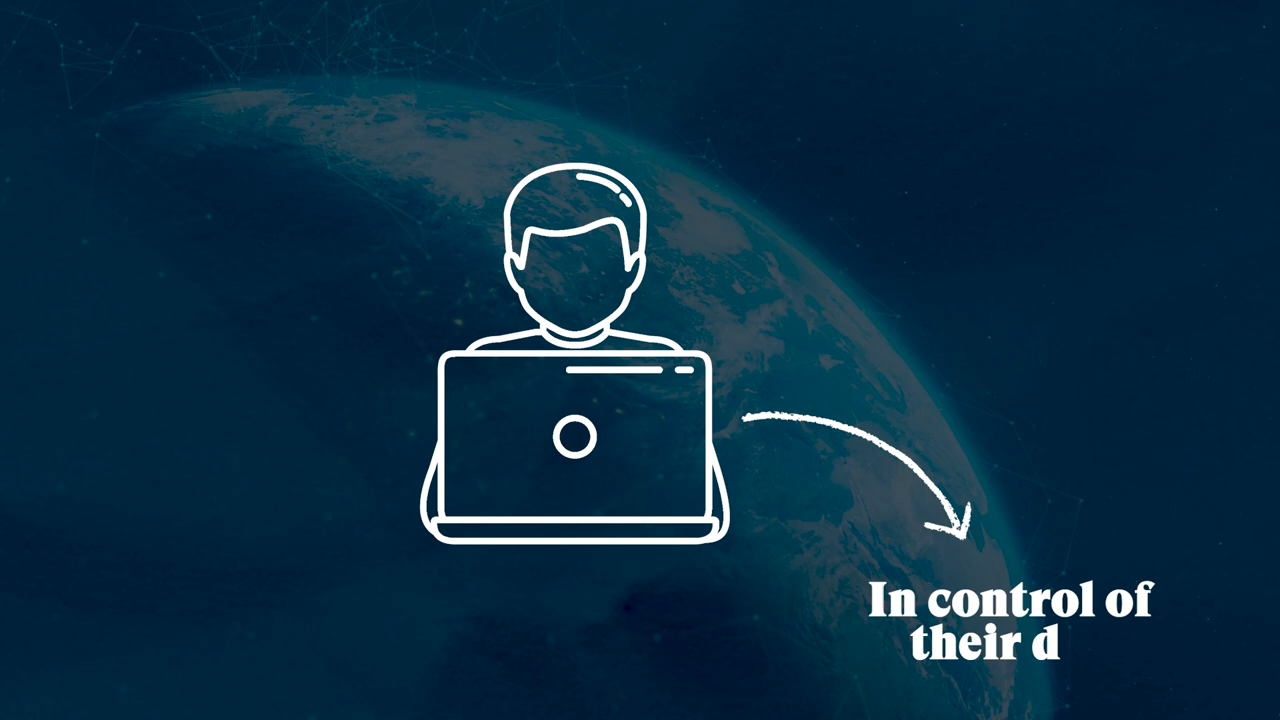 In control of
their d